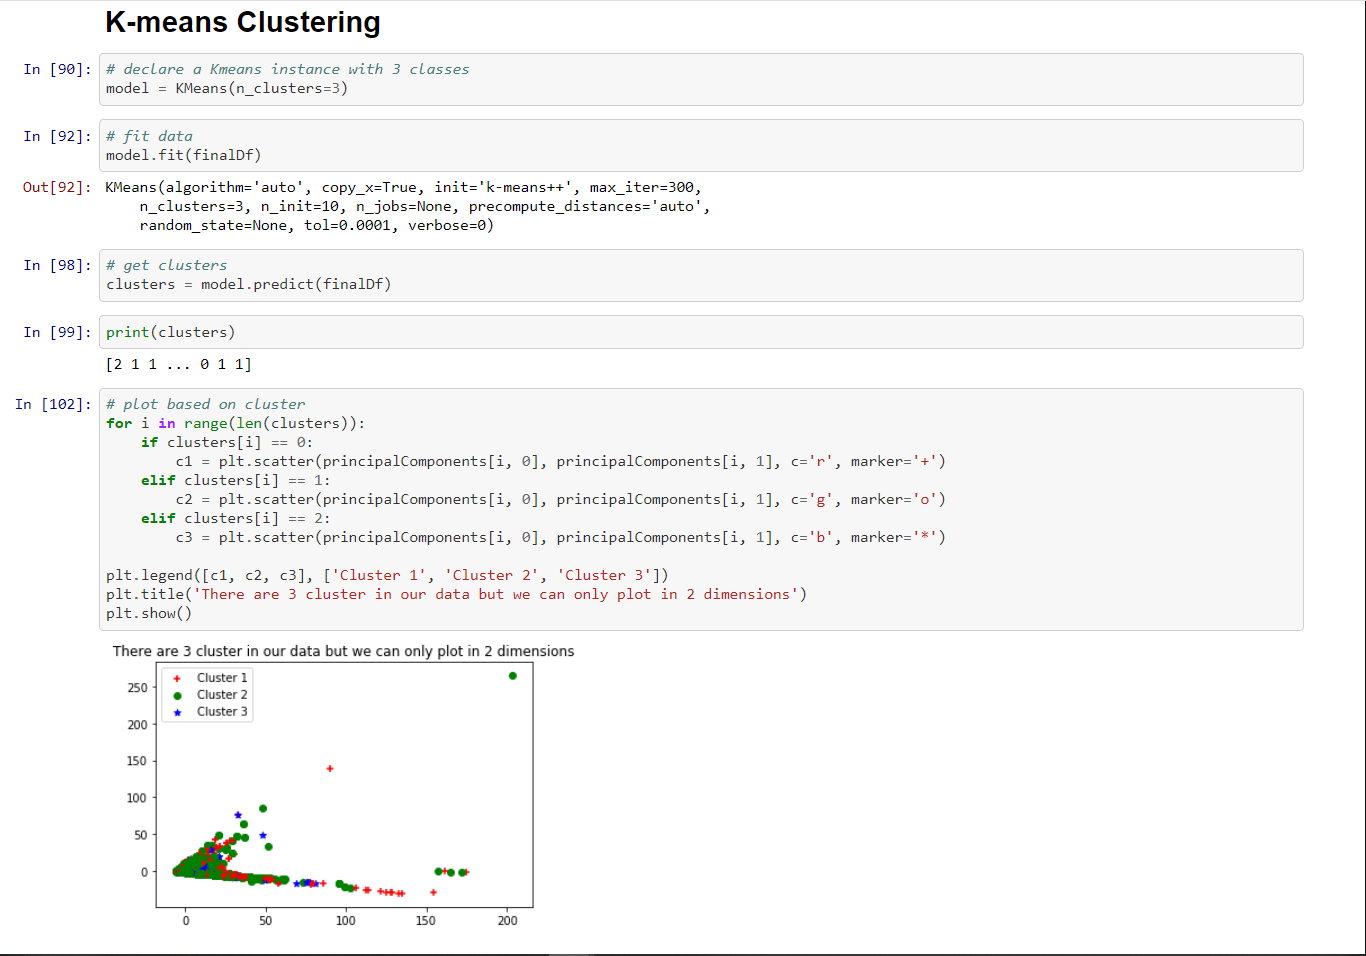 K-means Clustering
In [90]: # declare a Kmeans instance with 3 classes
model = KMeans(n_clusters=3)
In [92]: # fit data
model.fit(finalDf)
Out[92]: KMeans(algorithm='auto', copy_x=True, init='k-means++', max_iter=300,
    n_clusters=3, n_init=10, n_jobs=None, precompute_distances='auto',
    random_state=None, tol=0.0001, verbose=0)
In [98]: # get clusters
clusters = model.predict(finalDf)
In [99]: print(clusters)
[2 1 1 ... 0 1 1]
In [102]: # plot based on cluster
for i in range(len(clusters)):
    if clusters[i] == 0:
        c1 = plt.scatter(principalComponents[i, 0], principalComponents[i, 1], c='r', marker='+')
    elif clusters[i] == 1:
        c2 = plt.scatter(principalComponents[i, 0], principalComponents[i, 1], c='g', marker='o')
    elif clusters[i] == 2:
        c3 = plt.scatter(principalComponents[i, 0], principalComponents[i, 1], c='b', marker='*')
plt.legend([c1, c2, c3], ['Cluster 1', 'Cluster 2', 'Cluster 3'])
plt.title('There are 3 cluster in our data but we can only plot in 2 dimensions')
plt.show()
There are 3 cluster in our data but we can only plot in 2 dimensions
Cluster 1
Cluster 2
Cluster 3
250
200
150
100
50
0
0 50 100 150 200